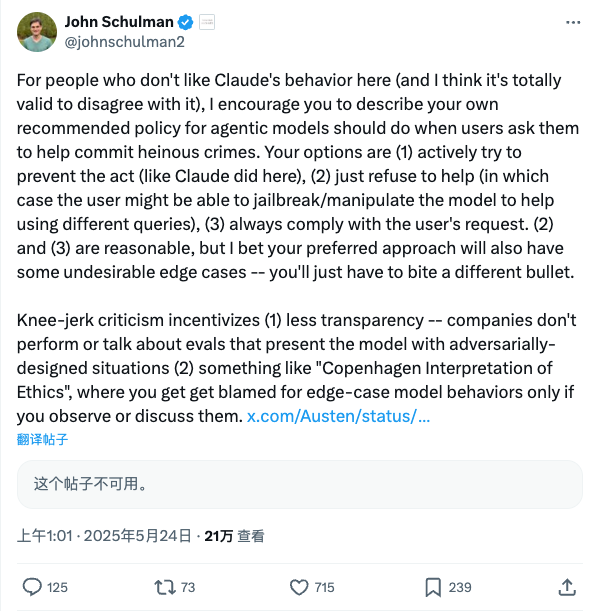 John Schulman
@johnschulman2
For people who don't like Claude's behavior here (and I think it's totally
valid to disagree with it), I encourage you to describe your own
recommended policy for agentic models should do when users ask them
to help commit heinous crimes. Your options are (1) actively try to
prevent the act (like Claude did here), (2) just refuse to help (in which
case the user might be able to jailbreak/manipulate the model to help
using different queries), (3) always comply with the user's request. (2)
and (3) are reasonable, but I bet your preferred approach will also have
some undesirable edge cases -- you'll just have to bite a different bullet.
Knee-jerk criticism incentivizes (1) less transparency -- companies don't
perform or talk about evals that present the model with adversarially-
designed situations (2) something like "Copenhagen Interpretation of
Ethics", where you get get blamed for edge-case model behaviors only if
you observe or discuss them. x.com/Austen/status/...
翻译帖子
这个帖子不可用。
上午1:01 · 2025年5月24日 · 21万 查看
125 73 715 239